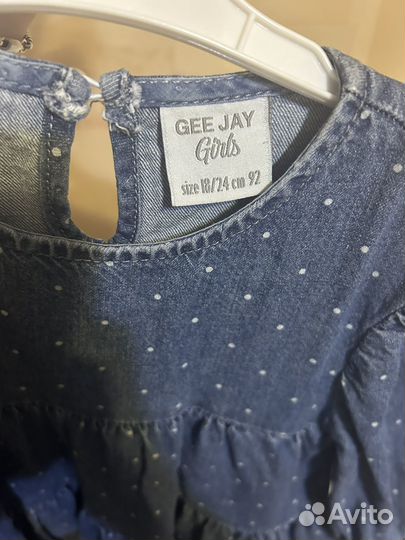 GEE JAY
Girls
size 18/24 cm 92
Avito